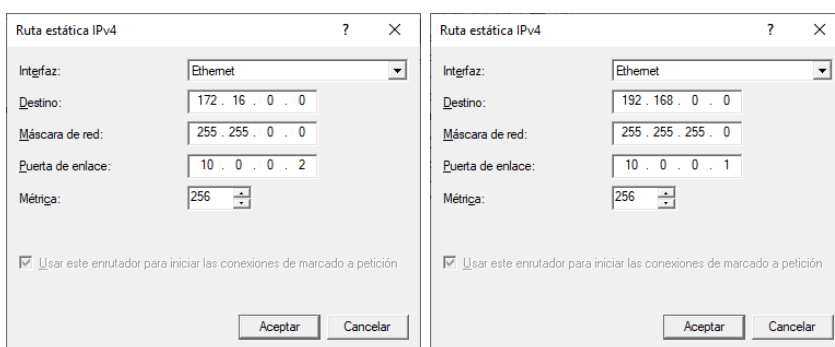 Ruta estática IPv4 ? ×
Interfaz: Ethernet
Destino: 172 . 16 . 0 . 0
Máscara de red: 255 . 255 . 0 . 0
Puerta de enlace: 10 . 0 . 0 . 2
Métrica: 256
Usar este enrutador para iniciar las conexiones de marcado a petición
Aceptar Cancelar
Ruta estática IPv4 ? ×
Interfaz: Ethernet
Destino: 192 . 168 . 0 . 0
Máscara de red: 255 . 255 . 255 . 0
Puerta de enlace: 10 . 0 . 0 . 1
Métrica: 256
Usar este enrutador para iniciar las conexiones de marcado a petición
Aceptar Cancelar